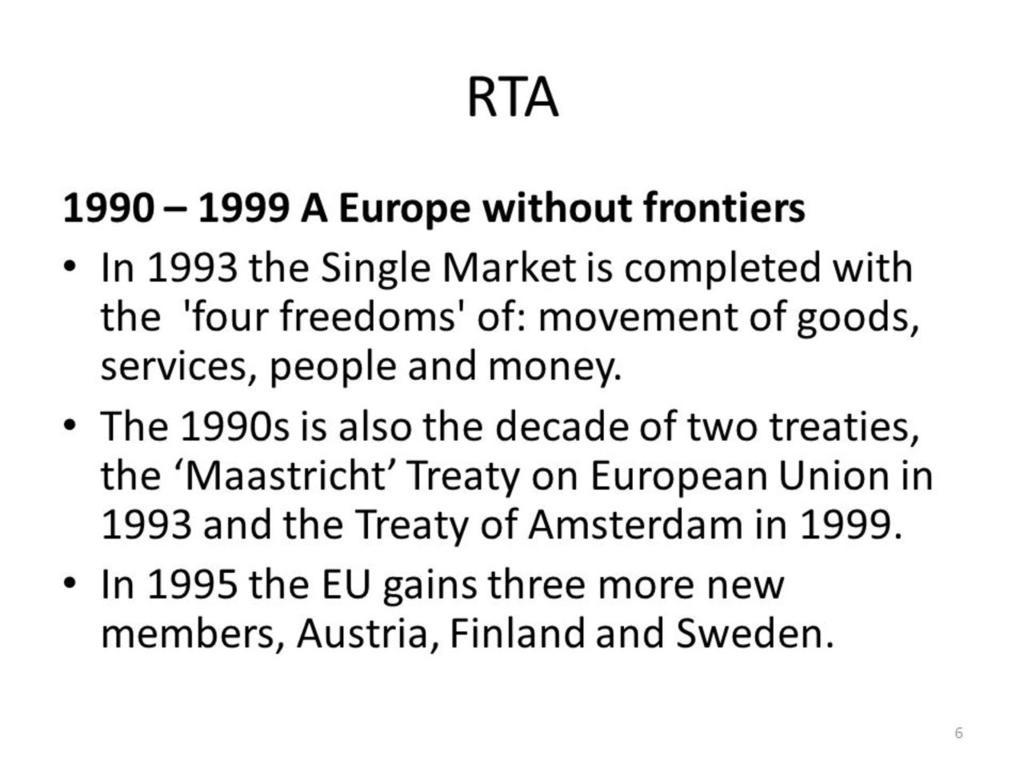 RTA
1990 – 1999 A Europe without frontiers
• In 1993 the Single Market is completed with
the  'four freedoms' of: movement of goods,
services, people and money.
• The 1990s is also the decade of two treaties,
the ‘Maastricht’ Treaty on European Union in
1993 and the Treaty of Amsterdam in 1999.
• In 1995 the EU gains three more new
members, Austria, Finland and Sweden.
6